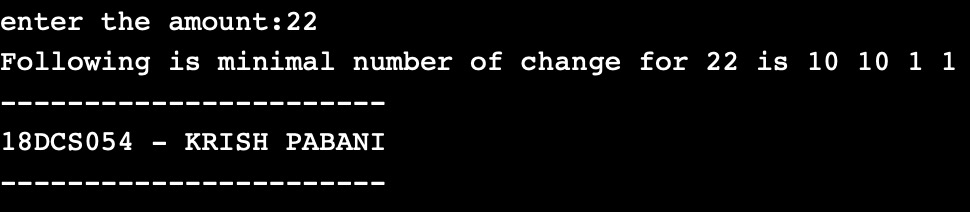 enter the amount:22
Following is minimal number of change for 22 is 10 10 1 1
-----------------------
18DCS054 - KRISH PABANI
-----------------------